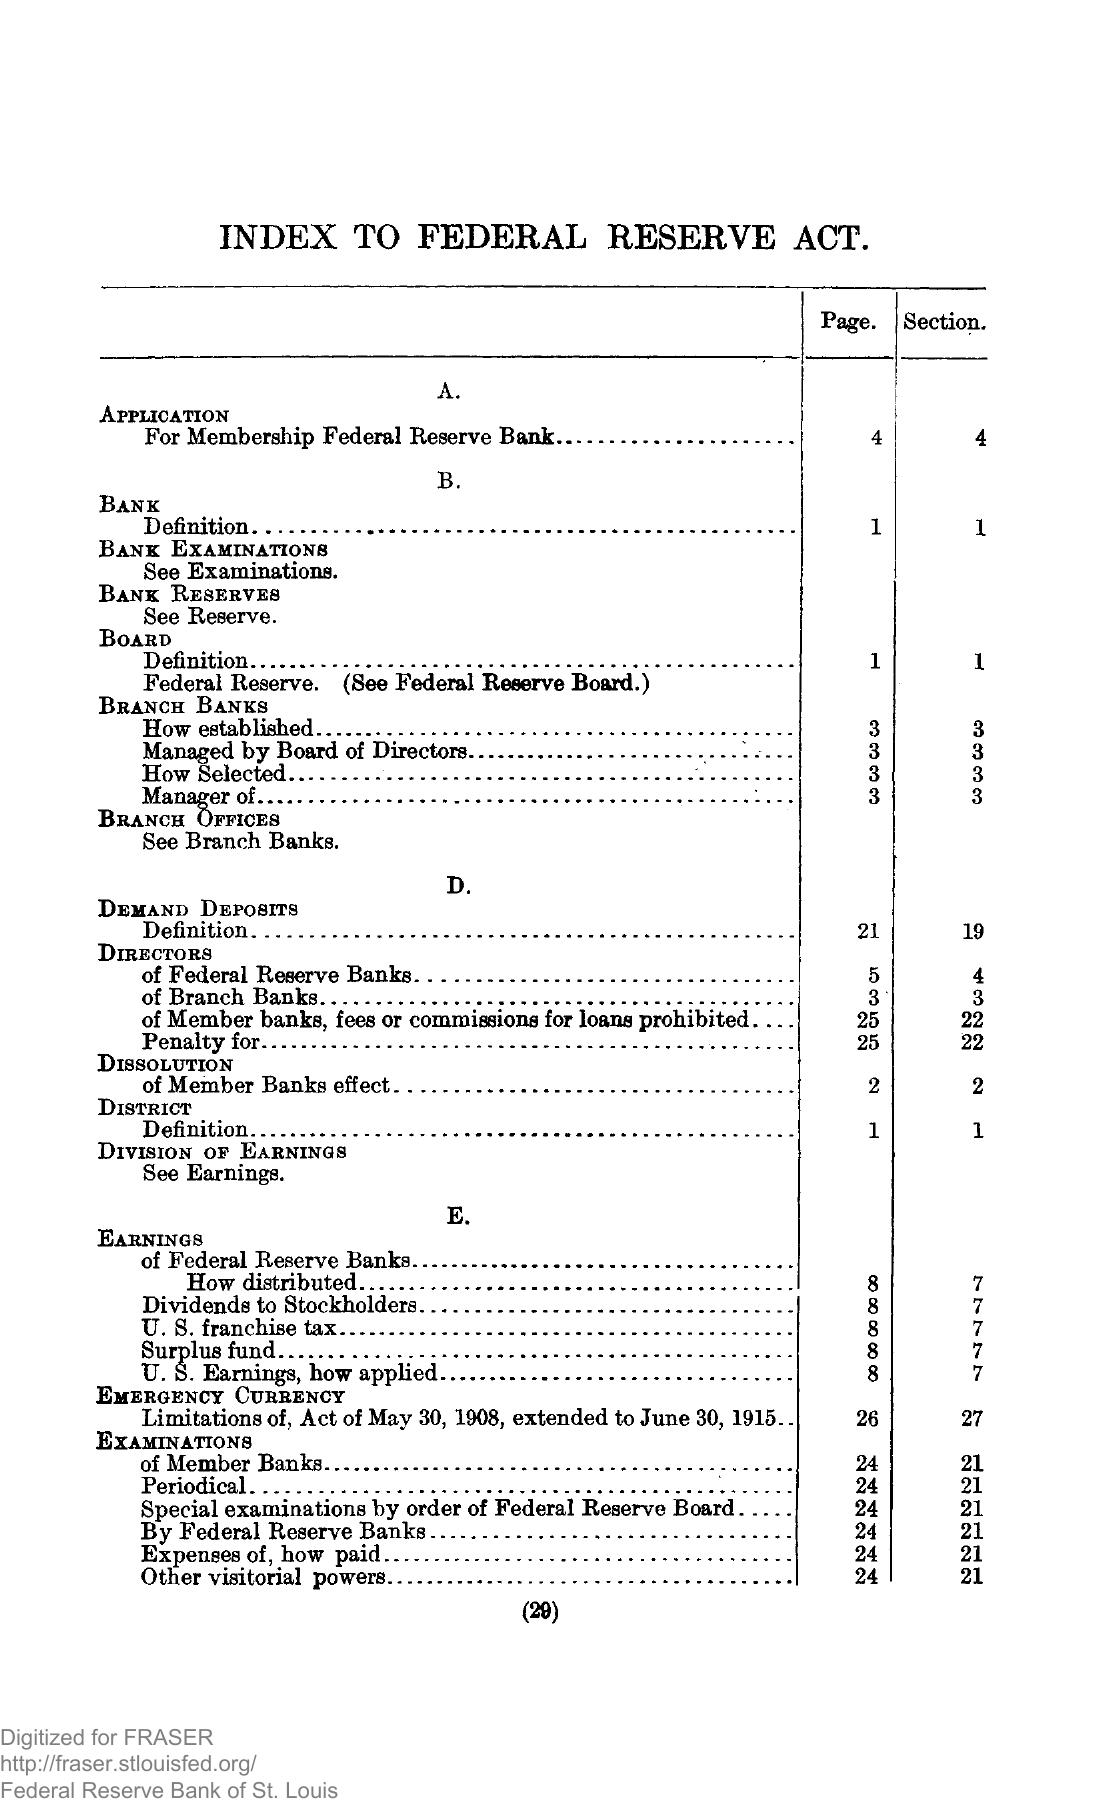 INDEX TO FEDERAL RESERVE ACT.
Page. Section.
A.
APPLICATION
For Membership Federal Reserve Bank...................... 4 4
B.
BANK
Definition.................................................... 1 1
BANK EXAMINATIONS
See Examinations.
BANK RESERVES
See Reserve.
BOARD
Definition.................................................... 1 1
Federal Reserve. (See Federal Reserve Board.)
BRANCH BANKS
How established.............................................. 3 3
Managed by Board of Directors............................... 3 3
How Selected................................................ 3 3
Manager of.................................................. 3 3
BRANCH OFFICES
See Branch Banks.
D.
DEMAND DEPOSITS
Definition.................................................... 21 19
DIRECTORS
of Federal Reserve Banks.................................... 5 4
of Branch Banks............................................. 3 3
of Member banks, fees or commissions for loans prohibited.... 25 22
Penalty for.................................................. 25 22
DISSOLUTION
of Member Banks effect...................................... 2 2
DISTRICT
Definition.................................................... 1 1
DIVISION OF EARNINGS
See Earnings.
E.
EARNINGS
of Federal Reserve Banks....................................
How distributed.......................................... 8 7
Dividends to Stockholders................................... 8 7
U. S. franchise tax........................................... 8 7
Surplus fund................................................. 8 7
U. S. Earnings, how applied................................. 8 7
EMERGENCY CURRENCY
Limitations of, Act of May 30, 1908, extended to June 30, 1915.. 26 27
EXAMINATIONS
of Member Banks............................................ 24 21
Periodical.................................................... 24 21
Special examinations by order of Federal Reserve Board..... 24 21
By Federal Reserve Banks.................................. 24 21
Expenses of, how paid....................................... 24 21
Other visitorial powers...................................... 24 21
(29)
Digitized for FRASER
http://fraser.stlouisfed.org/
Federal Reserve Bank of St. Louis